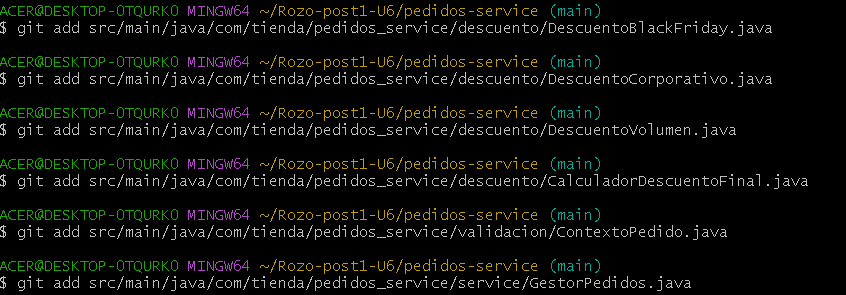 ACER@DESKTOP-OTQURKO MINGW64 ~/Rozo-post1-U6/pedidos-service (main)
$ git add src/main/java/com/tienda/pedidos_service/descuento/DescuentoBlackFriday.java
ACER@DESKTOP-OTQURKO MINGW64 ~/Rozo-post1-U6/pedidos-service (main)
$ git add src/main/java/com/tienda/pedidos_service/descuento/DescuentoCorporativo.java
ACER@DESKTOP-OTQURKO MINGW64 ~/Rozo-post1-U6/pedidos-service (main)
$ git add src/main/java/com/tienda/pedidos_service/descuento/DescuentoVolumen.java
ACER@DESKTOP-OTQURKO MINGW64 ~/Rozo-post1-U6/pedidos-service (main)
$ git add src/main/java/com/tienda/pedidos_service/descuento/CalculadorDescuentoFinal.java
ACER@DESKTOP-OTQURKO MINGW64 ~/Rozo-post1-U6/pedidos-service (main)
$ git add src/main/java/com/tienda/pedidos_service/validacion/ContextoPedido.java
ACER@DESKTOP-OTQURKO MINGW64 ~/Rozo-post1-U6/pedidos-service (main)
$ git add src/main/java/com/tienda/pedidos_service/service/GestorPedidos.java